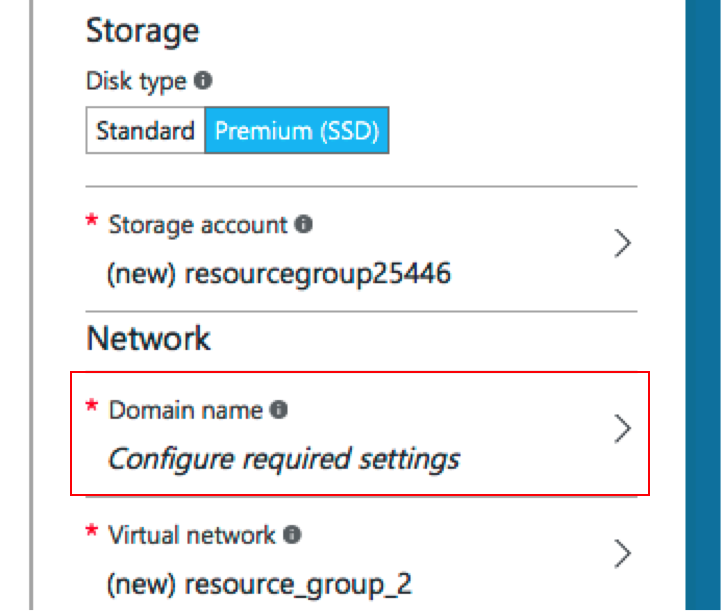 Storage
Disk type
Standard Premium (SSD)
* Storage account
(new) resourcegroup25446
Network
* Domain name
Configure required settings
* Virtual network
(new) resource_group_2